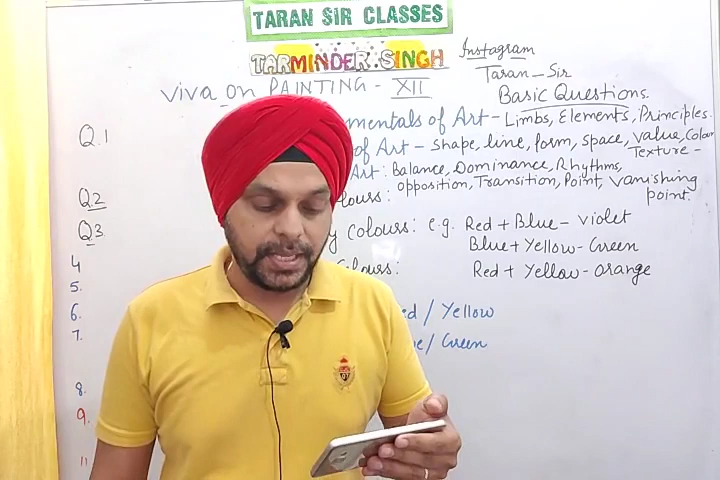 TARAN SIR CLASSES
TARMINDER SINGH
Instagram
Taran-Sir
Viva on PAINTING - XII
Basic Questions
Q.1 mentals of Art - Limbs, Elements, Principles.
of Art - shape, line, form, space, value, Colour
Texture -
Art: Balance, Dominance, Rhythms,
opposition, Transition, Point, Vanishing
point.
Q2 lours:
Q3 y colours: e.g. Red + Blue - violet
Blue + Yellow - Green
4 lours: Red + Yellow - orange
5.
6. ed / Yellow
7. e / Green
8.
9.
11